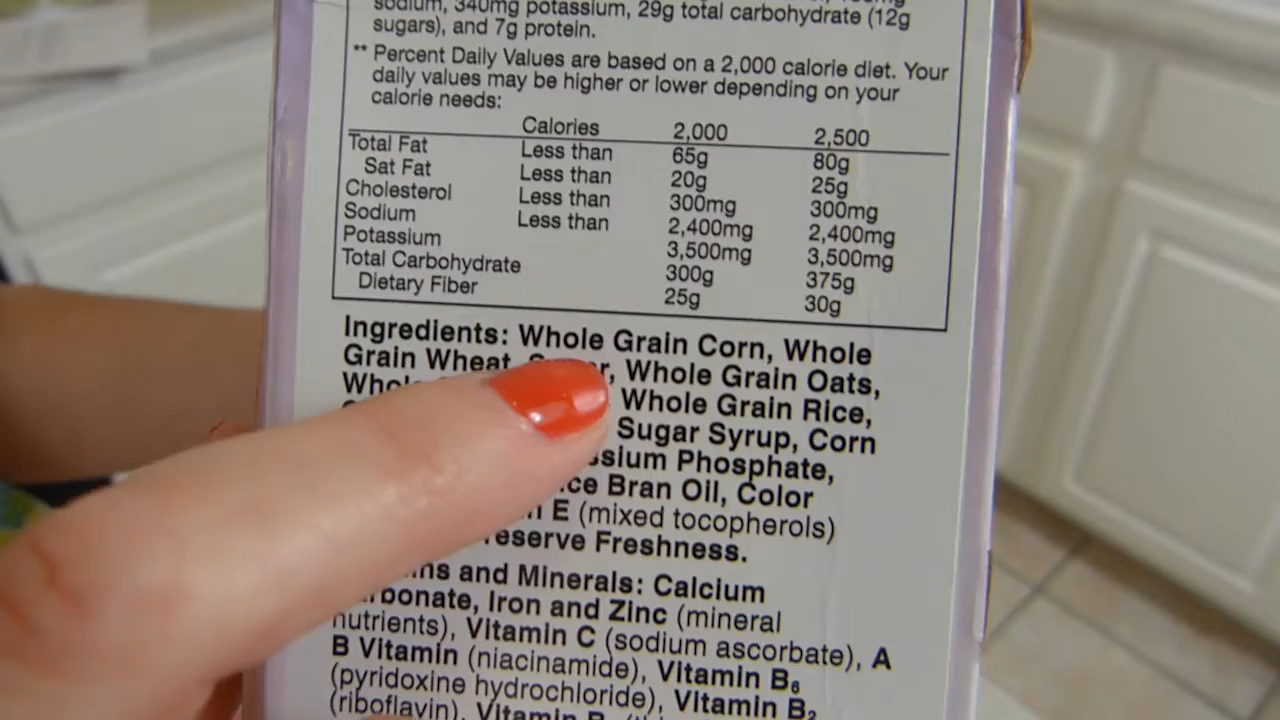 sodium, 340mg potassium, 29g total carbohydrate (12g
sugars), and 7g protein.
** Percent Daily Values are based on a 2,000 calorie diet. Your
daily values may be higher or lower depending on your
calorie needs:
Calories 2,000 2,500
Total Fat Less than 65g 80g
Sat Fat Less than 20g 25g
Cholesterol Less than 300mg 300mg
Sodium Less than 2,400mg 2,400mg
Potassium 3,500mg 3,500mg
Total Carbohydrate 300g 375g
Dietary Fiber 25g 30g
Ingredients: Whole Grain Corn, Whole
Grain Wheat, Whole Grain Oats,
Whole Grain Rice,
Sugar Syrup, Corn
Phosphate,
Bran Oil, Color
E (mixed tocopherols)
Freshness.
and Minerals: Calcium
Iron and Zinc (mineral
nutrients), Vitamin C (sodium ascorbate), A
B Vitamin (niacinamide), Vitamin B6
(pyridoxine hydrochloride), Vitamin B2
(riboflavin), Vitamin